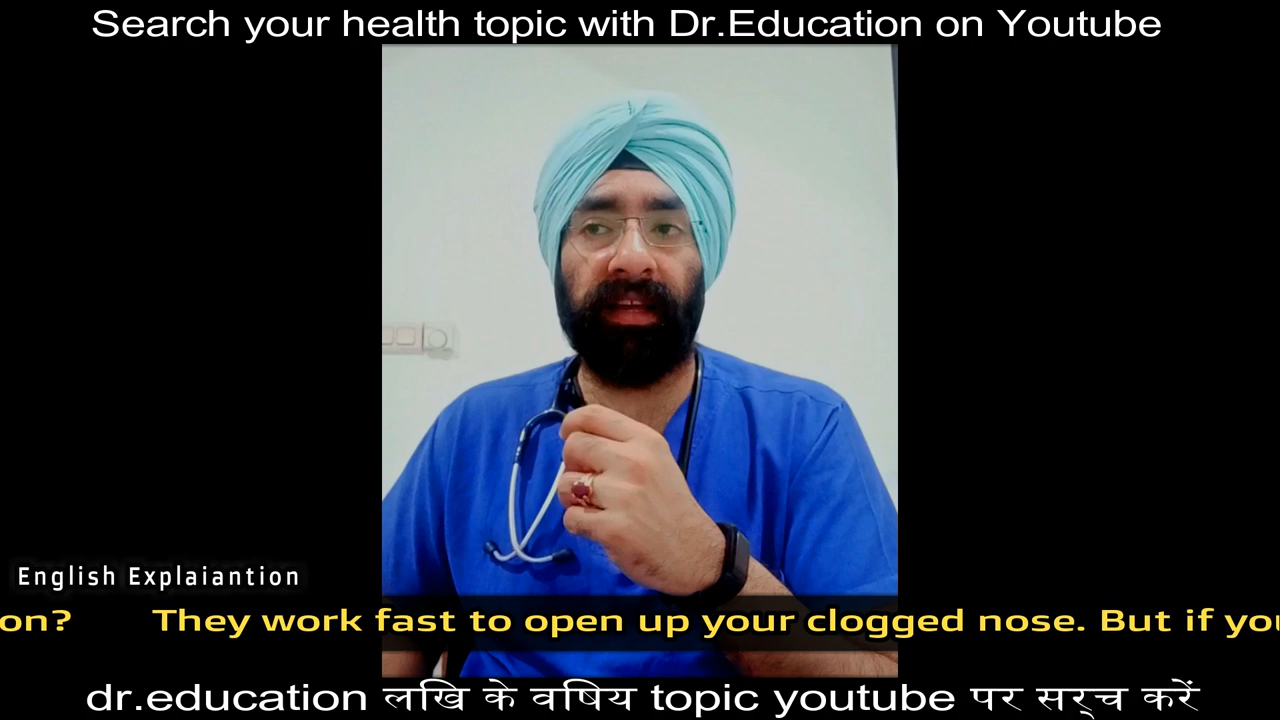 Search your health topic with Dr.Education on Youtube
English Explaiantion
on? They work fast to open up your clogged nose. But if you
dr.education लखि के वषिय topic youtube पर सर्च करें